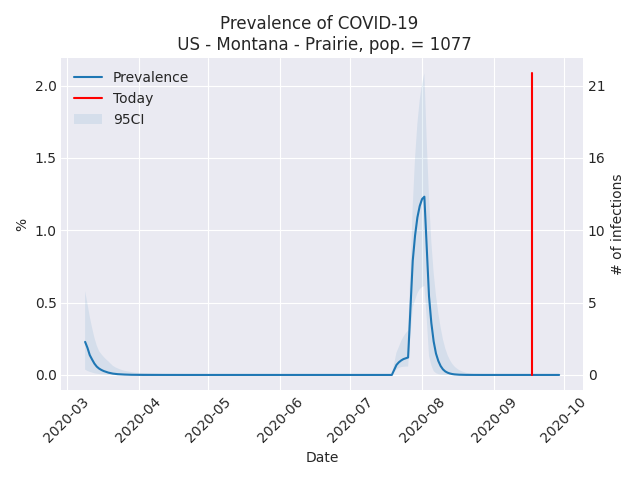 Prevalence of COVID-19
US - Montana - Prairie, pop. = 1077
Prevalence
Today
95CI
%
2.0
1.5
1.0
0.5
0.0
21
16
10
5
0
# of infections
2020-03
2020-04
2020-05
2020-06
2020-07
2020-08
2020-09
2020-10
Date